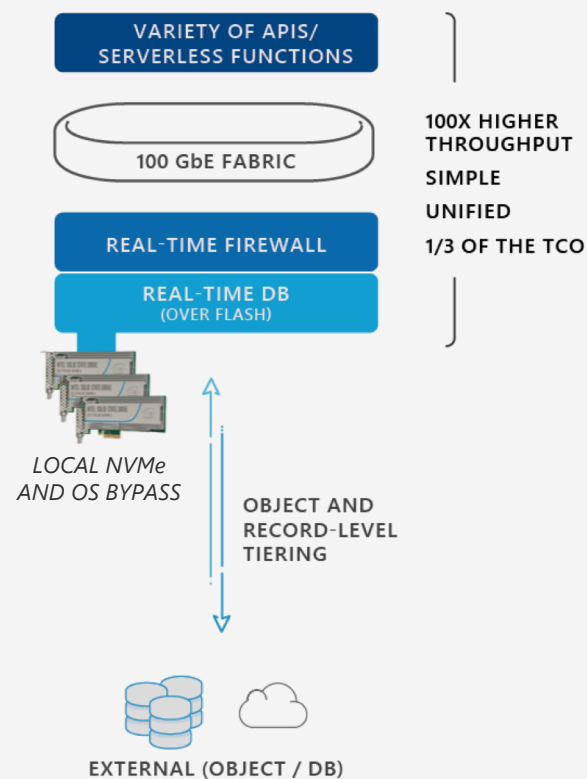 VARIETY OF APIS/
SERVERLESS FUNCTIONS
100 GbE FABRIC
100X HIGHER
THROUGHPUT
SIMPLE
UNIFIED
1/3 OF THE TCO
REAL-TIME FIREWALL
REAL-TIME DB
(OVER FLASH)
LOCAL NVMe
AND OS BYPASS
OBJECT AND
RECORD-LEVEL
TIERING
EXTERNAL (OBJECT / DB)